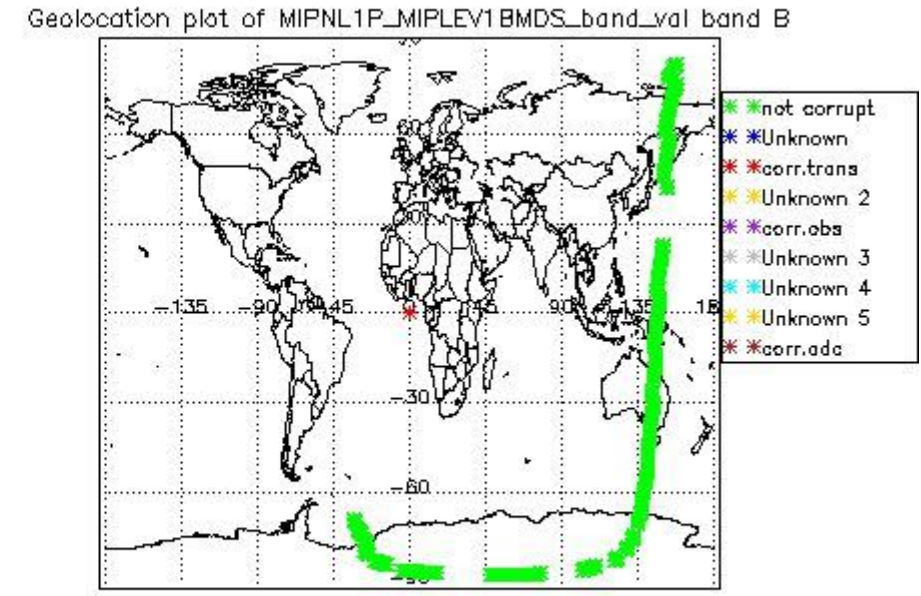 Geolocation plot of MIPNL1P_MIPLEV1BMDS_band_val band B
not corrupt
Unknown
corr.trans
Unknown 2
corr.obs
Unknown 3
Unknown 4
Unknown 5
corr.adc
60
-135 -90 -45 45 90 135
-30
-60